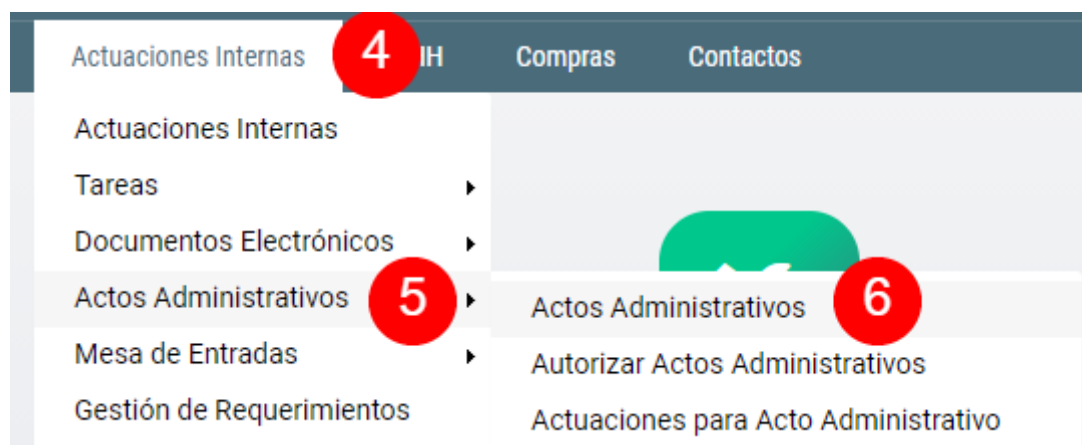 Actuaciones Internas 4 IH Compras Contactos
Actuaciones Internas
Tareas
Documentos Electrónicos
Actos Administrativos 5
Actos Administrativos 6
Mesa de Entradas
Autorizar Actos Administrativos
Gestión de Requerimientos
Actuaciones para Acto Administrativo